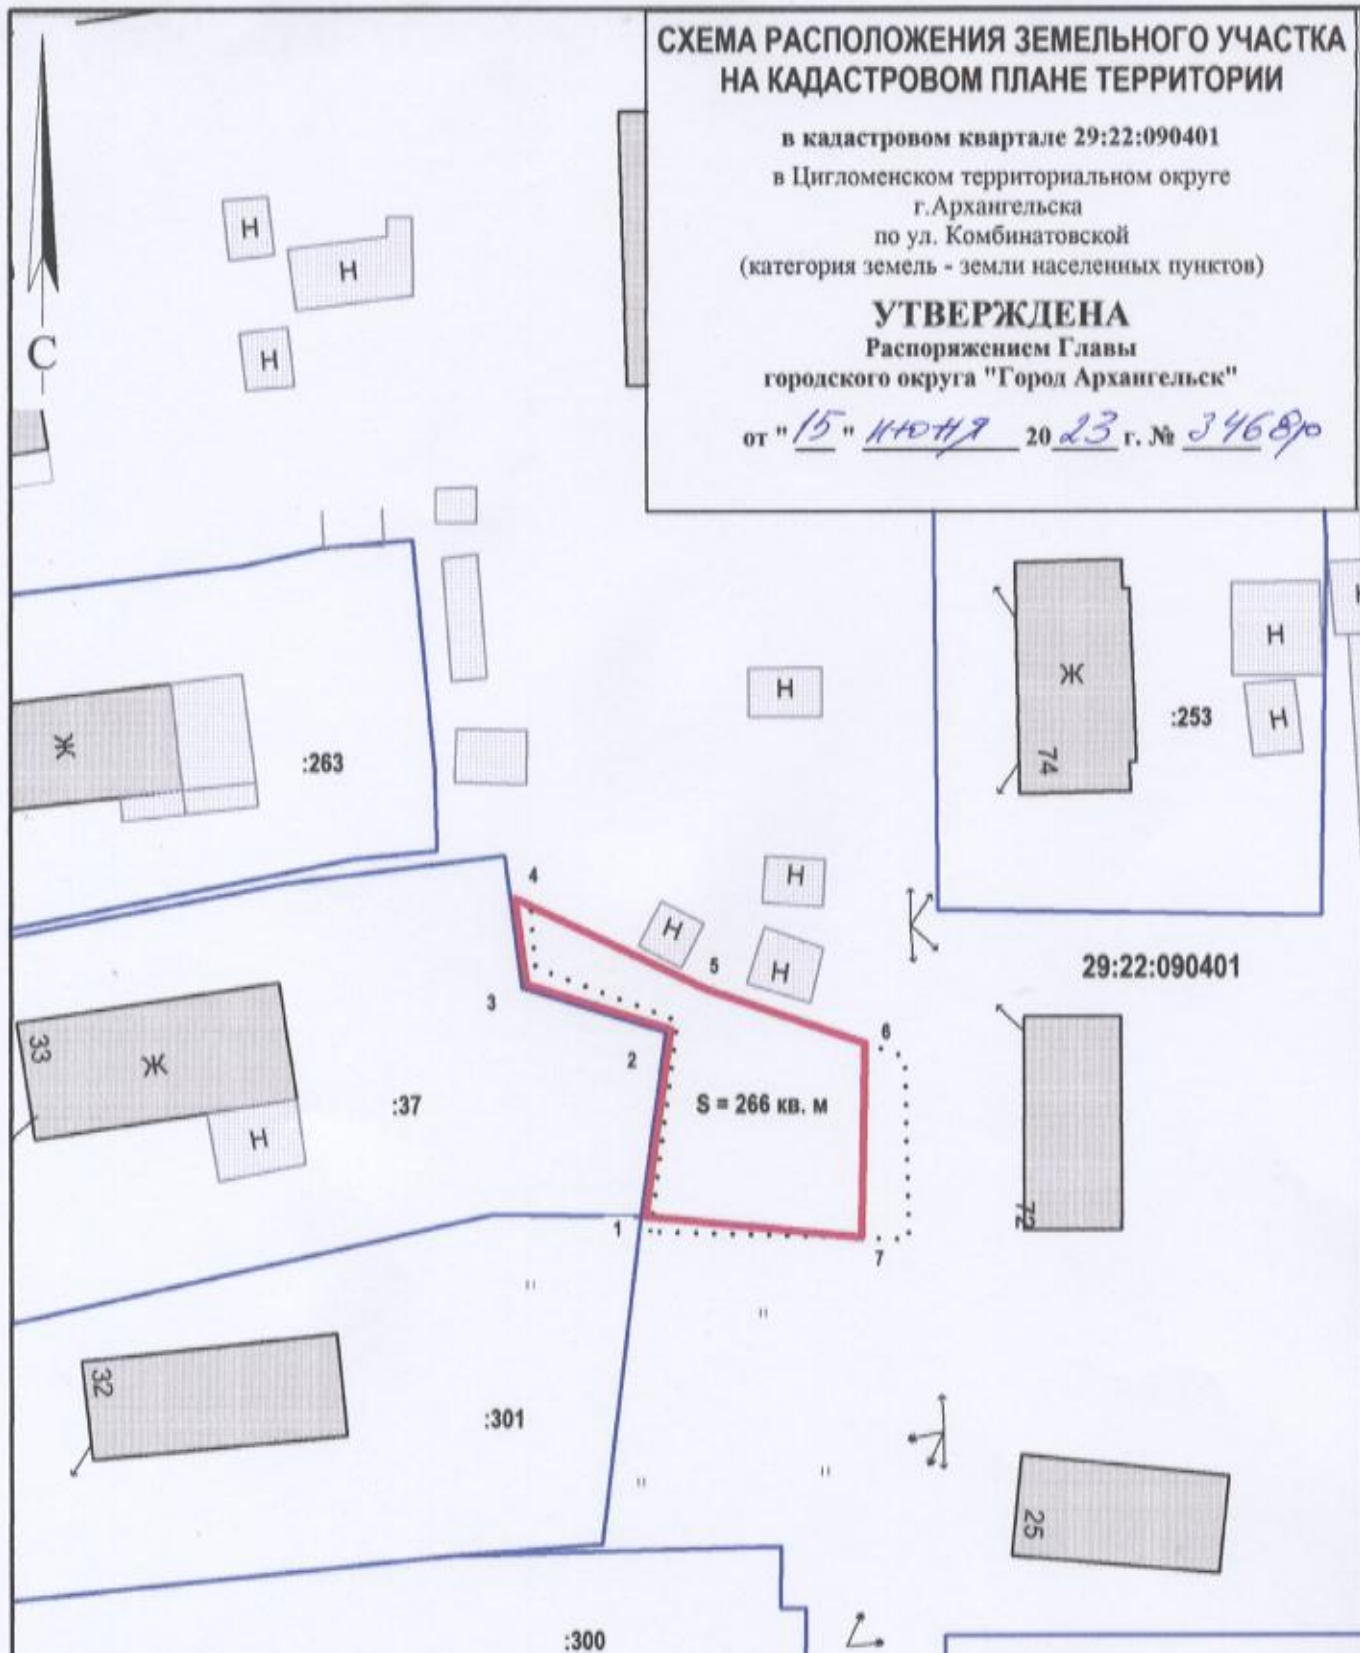 СХЕМА РАСПОЛОЖЕНИЯ ЗЕМЕЛЬНОГО УЧАСТКА
НА КАДАСТРОВОМ ПЛАНЕ ТЕРРИТОРИИ
в кадастровом квартале 29:22:090401
в Цигломенском территориальном округе
г.Архангельска
по ул. Комбинатовской
(категория земель - земли населенных пунктов)
УТВЕРЖДЕНА
Распоряжением Главы
городского округа "Город Архангельск"
от "15" июня 2023 г. № 3468р
С
Н
Н
Н
Ж
:263
Н
Ж
74
:253
Н
Н
Н
4
Н
Н
5
29:22:090401
3
6
2
33
Ж
:37
Н
S = 266 кв. м
1
7
72
32
:301
25
:300